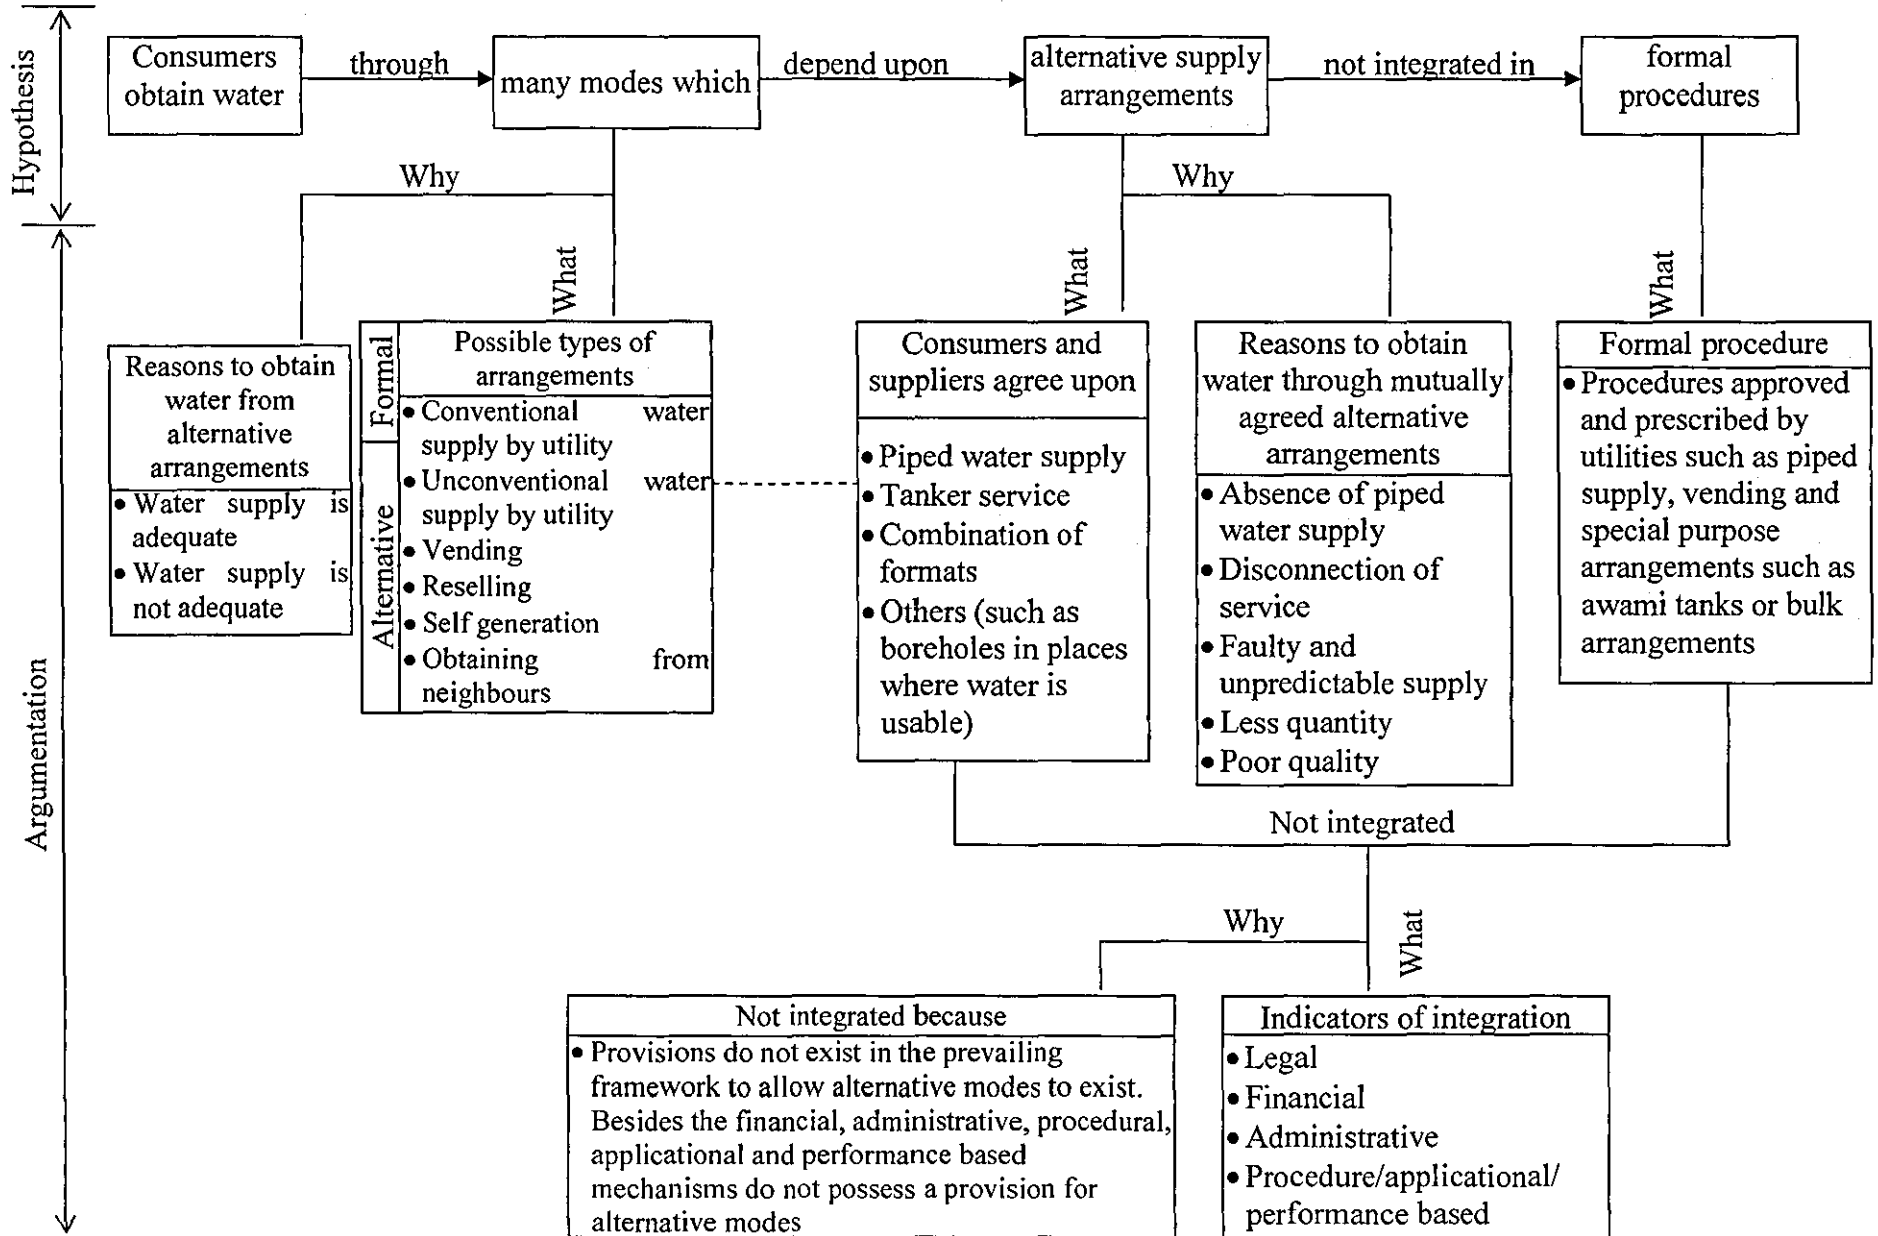 Hypothesis
Consumers
obtain water
through
many modes which
depend upon
alternative supply
arrangements
not integrated in
formal
procedures
Why
What
Why
What
What
Argumentation
Reasons to obtain
water from
alternative
arrangements
• Water supply is
adequate
• Water supply is
not adequate
Formal
Alternative
Possible types of
arrangements
• Conventional water
supply by utility
• Unconventional water
supply by utility
• Vending
• Reselling
• Self generation
• Obtaining from
neighbours
Consumers and
suppliers agree upon
• Piped water supply
• Tanker service
• Combination of
formats
• Others (such as
boreholes in places
where water is
usable)
Reasons to obtain
water through mutually
agreed alternative
arrangements
• Absence of piped
water supply
• Disconnection of
service
• Faulty and
unpredictable supply
• Less quantity
• Poor quality
Formal procedure
• Procedures approved
and prescribed by
utilities such as piped
supply, vending and
special purpose
arrangements such as
awami tanks or bulk
arrangements
Not integrated
Why
What
Not integrated because
• Provisions do not exist in the prevailing
framework to allow alternative modes to exist.
Besides the financial, administrative, procedural,
applicational and performance based
mechanisms do not possess a provision for
alternative modes
Indicators of integration
• Legal
• Financial
• Administrative
• Procedure/applicational/
performance based